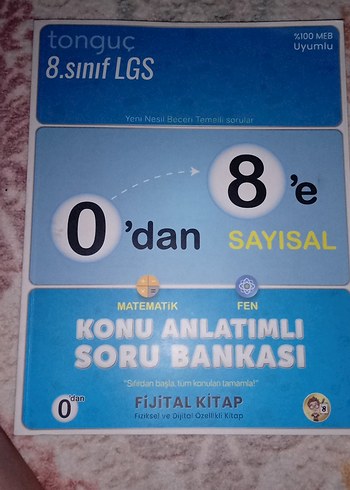 tonguç
8.sınıf LGS
%100 MEB
Uyumlu
Yeni Nesil Beceri Temelli sorular
0'dan 8'e
SAYISAL
MATEMATİK
FEN
KONU ANLATIMLI
SORU BANKASI
"Sıfırdan başla, tüm konuları tamamla!"
0'dan
FİJİTAL KİTAP
Fiziksel ve Dijital Özellikli Kitap
8